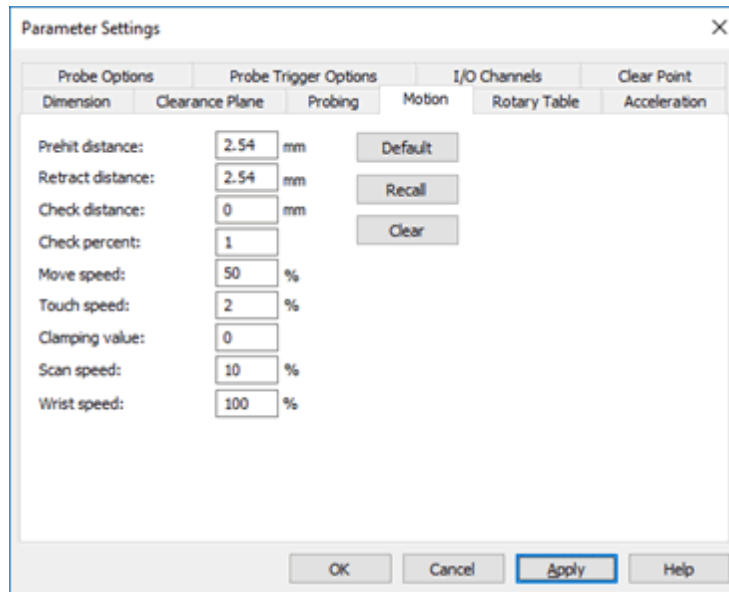 Parameter Settings
Probe Options Probe Trigger Options I/O Channels Clear Point
Dimension Clearance Plane Probing Motion Rotary Table Acceleration
Prehit distance: 2.54 mm Default
Retract distance: 2.54 mm Recall
Check distance: 0 mm
Clear
Check percent: 1
Move speed: 50 %
Touch speed: 2 %
Clamping value: 0
Scan speed: 10 %
Wrist speed: 100 %
OK Cancel Apply Help